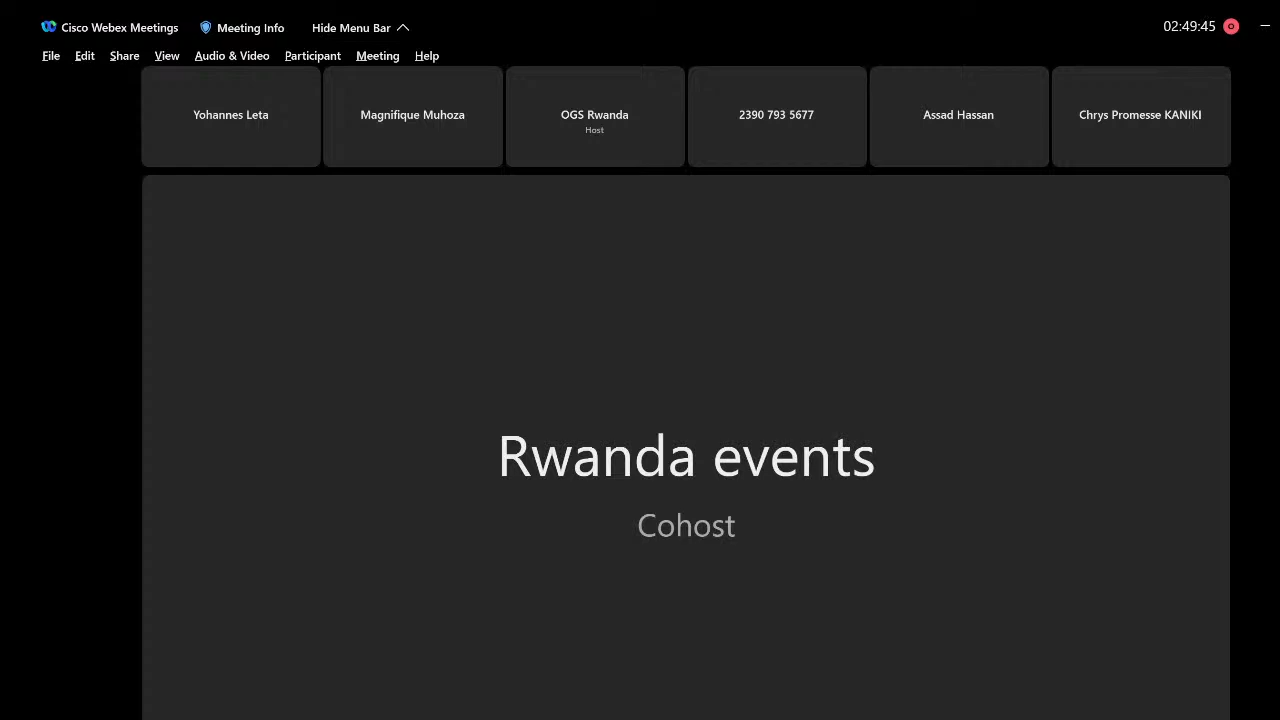 Cisco Webex Meetings Meeting Info Hide Menu Bar 02:49:45
File Edit Share View Audio & Video Participant Meeting Help
Yohannes Leta Magnifique Muhoza OGS Rwanda 2390 793 5677 Assad Hassan Chrys Promesse KANIKI
Host
Rwanda events
Cohost